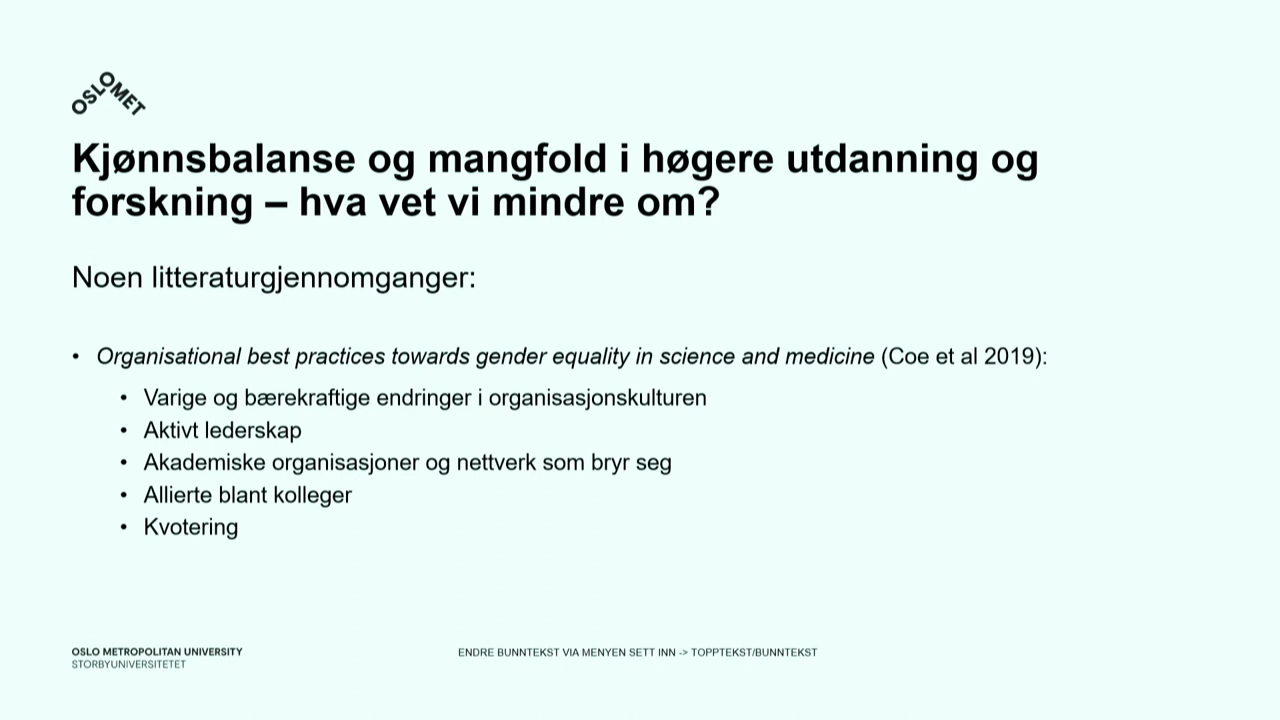 OSLOMET
Kjønnsbalanse og mangfold i høgere utdanning og
forskning – hva vet vi mindre om?
Noen litteraturgjennomganger:
• Organisational best practices towards gender equality in science and medicine (Coe et al 2019):
• Varige og bærekraftige endringer i organisasjonskulturen
• Aktivt lederskap
• Akademiske organisasjoner og nettverk som bryr seg
• Allierte blant kolleger
• Kvotering
OSLO METROPOLITAN UNIVERSITY
STORBYUNIVERSITETET
ENDRE BUNNTEKST VIA MENYEN SETT INN -> TOPPTEKST/BUNNTEKST